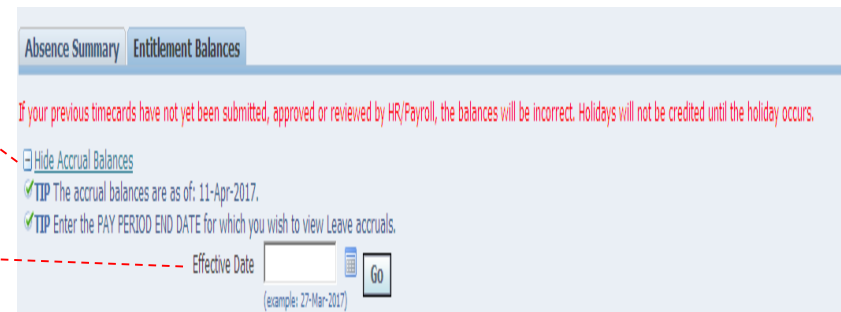 Absence Summary Entitlement Balances
If your previous timecards have not yet been submitted, approved or reviewed by HR/Payroll, the balances will be incorrect. Holidays will not be credited until the holiday occurs.
Hide Accrual Balances
TIP The accrual balances are as of: 11-Apr-2017.
TIP Enter the PAY PERIOD END DATE for which you wish to view Leave accruals.
Effective Date Go
(example: 27-Mar-2017)